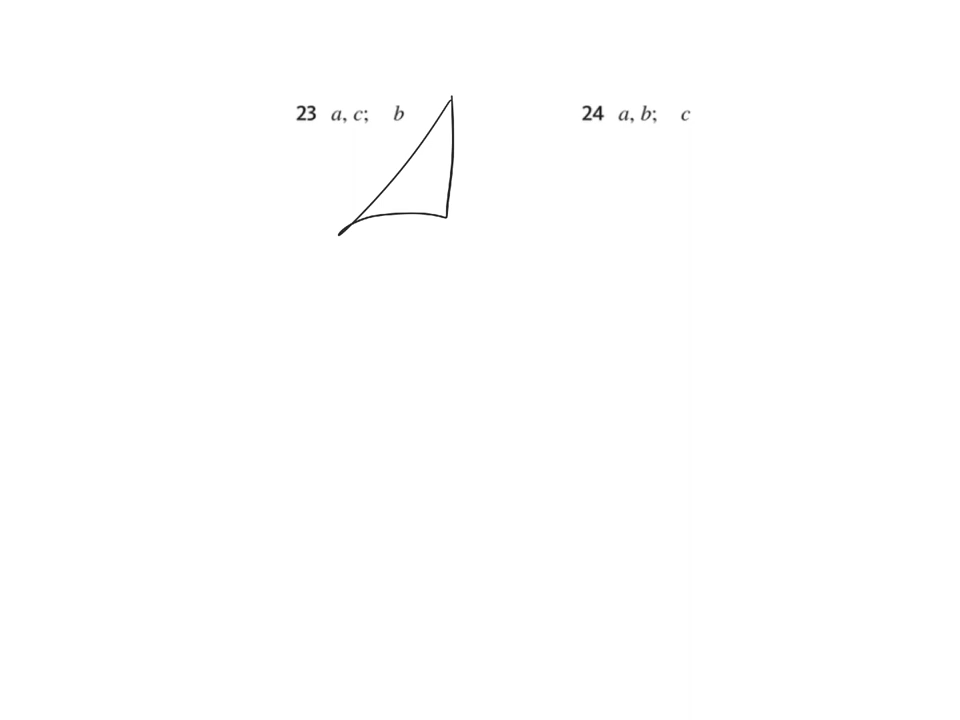 23 a, c; b 24 a, b; c